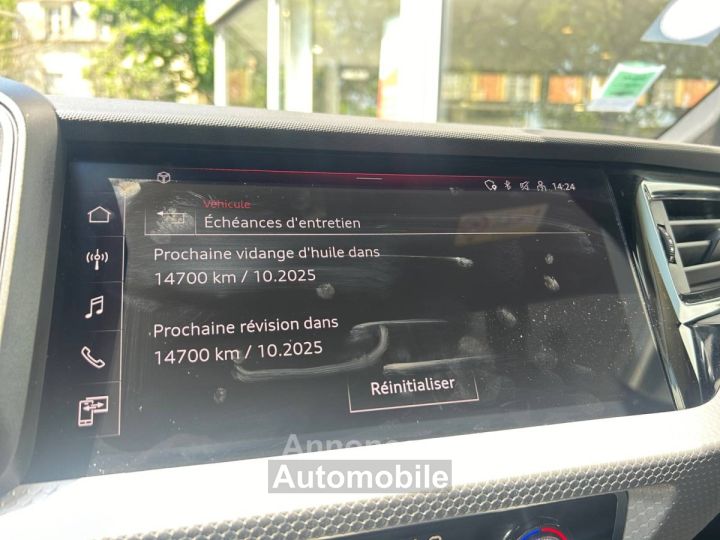 14:24
Véhicule
Échéances d'entretien
Prochaine vidange d'huile dans
14700 km / 10.2025
Prochaine révision dans
14700 km / 10.2025
Réinitialiser
Annonces
Automobile